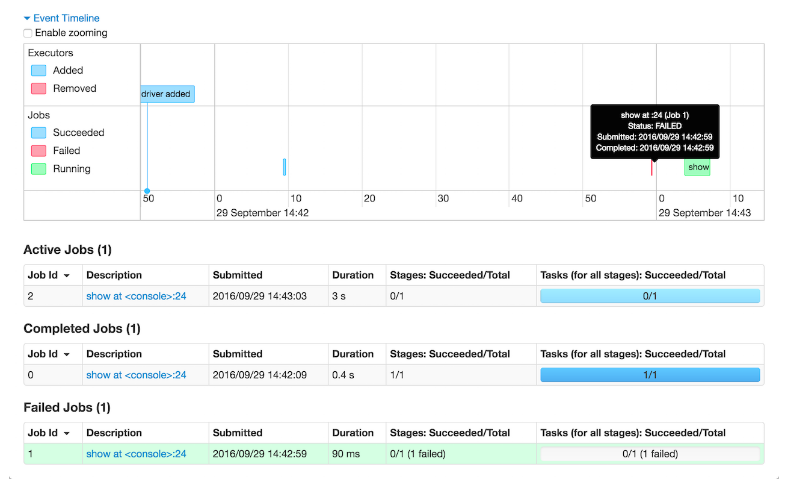 Event Timeline
Enable zooming
Executors
Added
Removed
driver added
Jobs
Succeeded
Failed
Running
show at :24 (Job 1)
Status: FAILED
Submitted: 2016/09/29 14:42:59
Completed: 2016/09/29 14:42:59
show
50 0 10 20 30 40 50 0 10
29 September 14:42 29 September 14:43
Active Jobs (1)
Job Id Description Submitted Duration Stages: Succeeded/Total Tasks (for all stages): Succeeded/Total
2 show at <console>:24 2016/09/29 14:43:03 3 s 0/1 0/1
Completed Jobs (1)
Job Id Description Submitted Duration Stages: Succeeded/Total Tasks (for all stages): Succeeded/Total
0 show at <console>:24 2016/09/29 14:42:09 0.4 s 1/1 1/1
Failed Jobs (1)
Job Id Description Submitted Duration Stages: Succeeded/Total Tasks (for all stages): Succeeded/Total
1 show at <console>:24 2016/09/29 14:42:59 90 ms 0/1 (1 failed) 0/1 (1 failed)